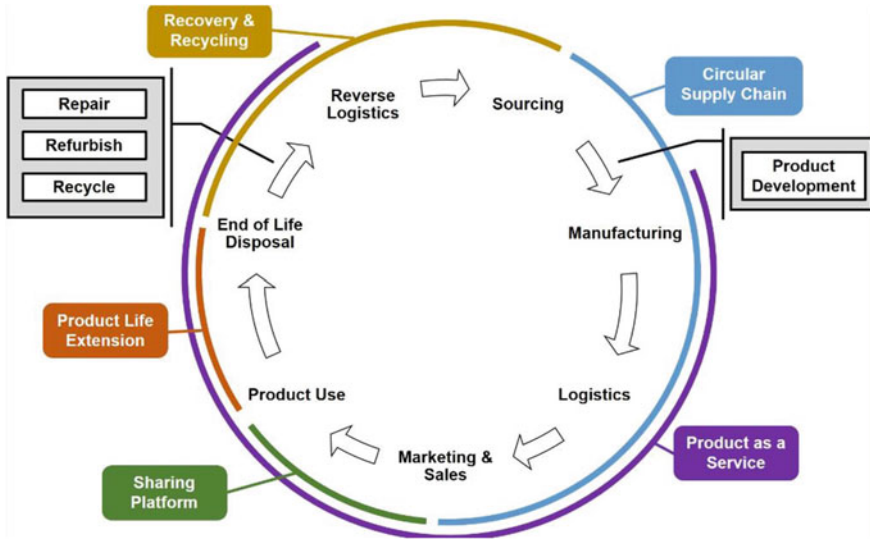 Recovery &
Recycling
Repair
Refurbish
Recycle
Reverse
Logistics
Sourcing
Circular
Supply Chain
Product
Development
End of Life
Disposal
Manufacturing
Product Life
Extension
Product Use
Logistics
Marketing &
Sales
Product as a
Service
Sharing
Platform